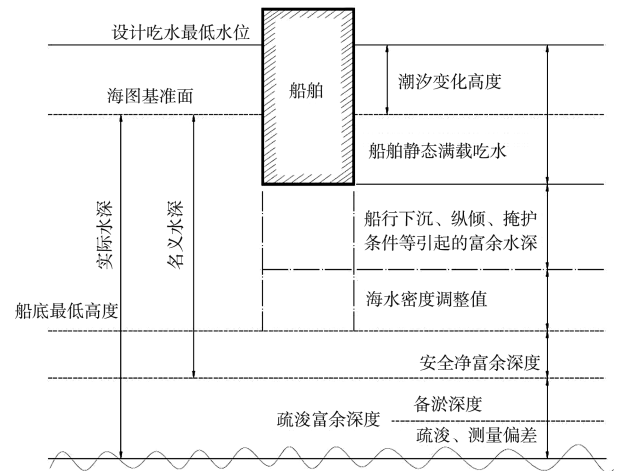 设计吃水最低水位
船舶
潮汐变化高度
海图基准面
船舶静态满载吃水
实际水深
名义水深
船行下沉、纵倾、掩护
条件等引起的富余水深
海水密度调整值
船底最低高度
安全净富余深度
备淤深度
疏浚富余深度
疏浚、测量偏差